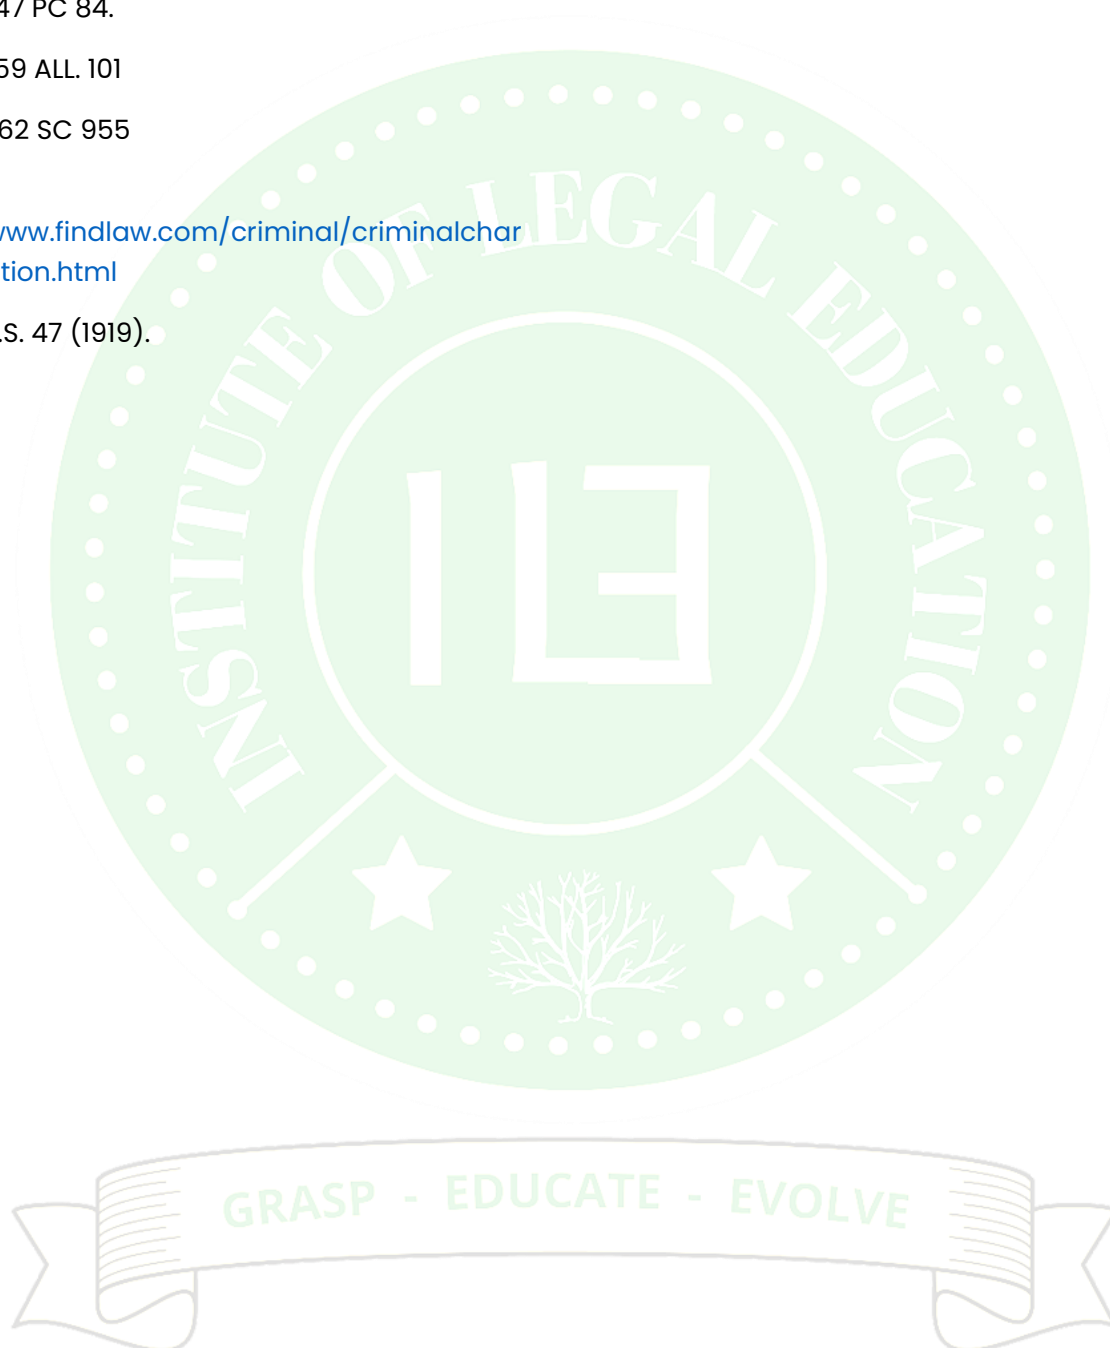 47 PC 84.
59 ALL. 101
62 SC 955
www.findlaw.com/criminal/criminalchar
tion.html
.S. 47 (1919).
INSTITUTE OF LEGAL EDUCATION
ILE
GRASP - EDUCATE - EVOLVE